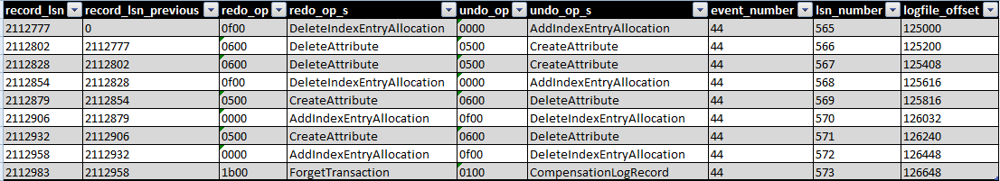 record_lsn record_lsn_previous redo_op redo_op_s undo_op undo_op_s event_number lsn_number logfile_offset
2112777 0 0f00 DeleteIndexEntryAllocation 0000 AddIndexEntryAllocation 44 565 125000
2112802 2112777 0600 DeleteAttribute 0500 CreateAttribute 44 566 125200
2112828 2112802 0600 DeleteAttribute 0500 CreateAttribute 44 567 125408
2112854 2112828 0f00 DeleteIndexEntryAllocation 0000 AddIndexEntryAllocation 44 568 125616
2112879 2112854 0500 CreateAttribute 0600 DeleteAttribute 44 569 125816
2112906 2112879 0000 AddIndexEntryAllocation 0f00 DeleteIndexEntryAllocation 44 570 126032
2112932 2112906 0500 CreateAttribute 0600 DeleteAttribute 44 571 126240
2112958 2112932 0000 AddIndexEntryAllocation 0f00 DeleteIndexEntryAllocation 44 572 126448
2112983 2112958 1b00 ForgetTransaction 0100 CompensationLogRecord 44 573 126648